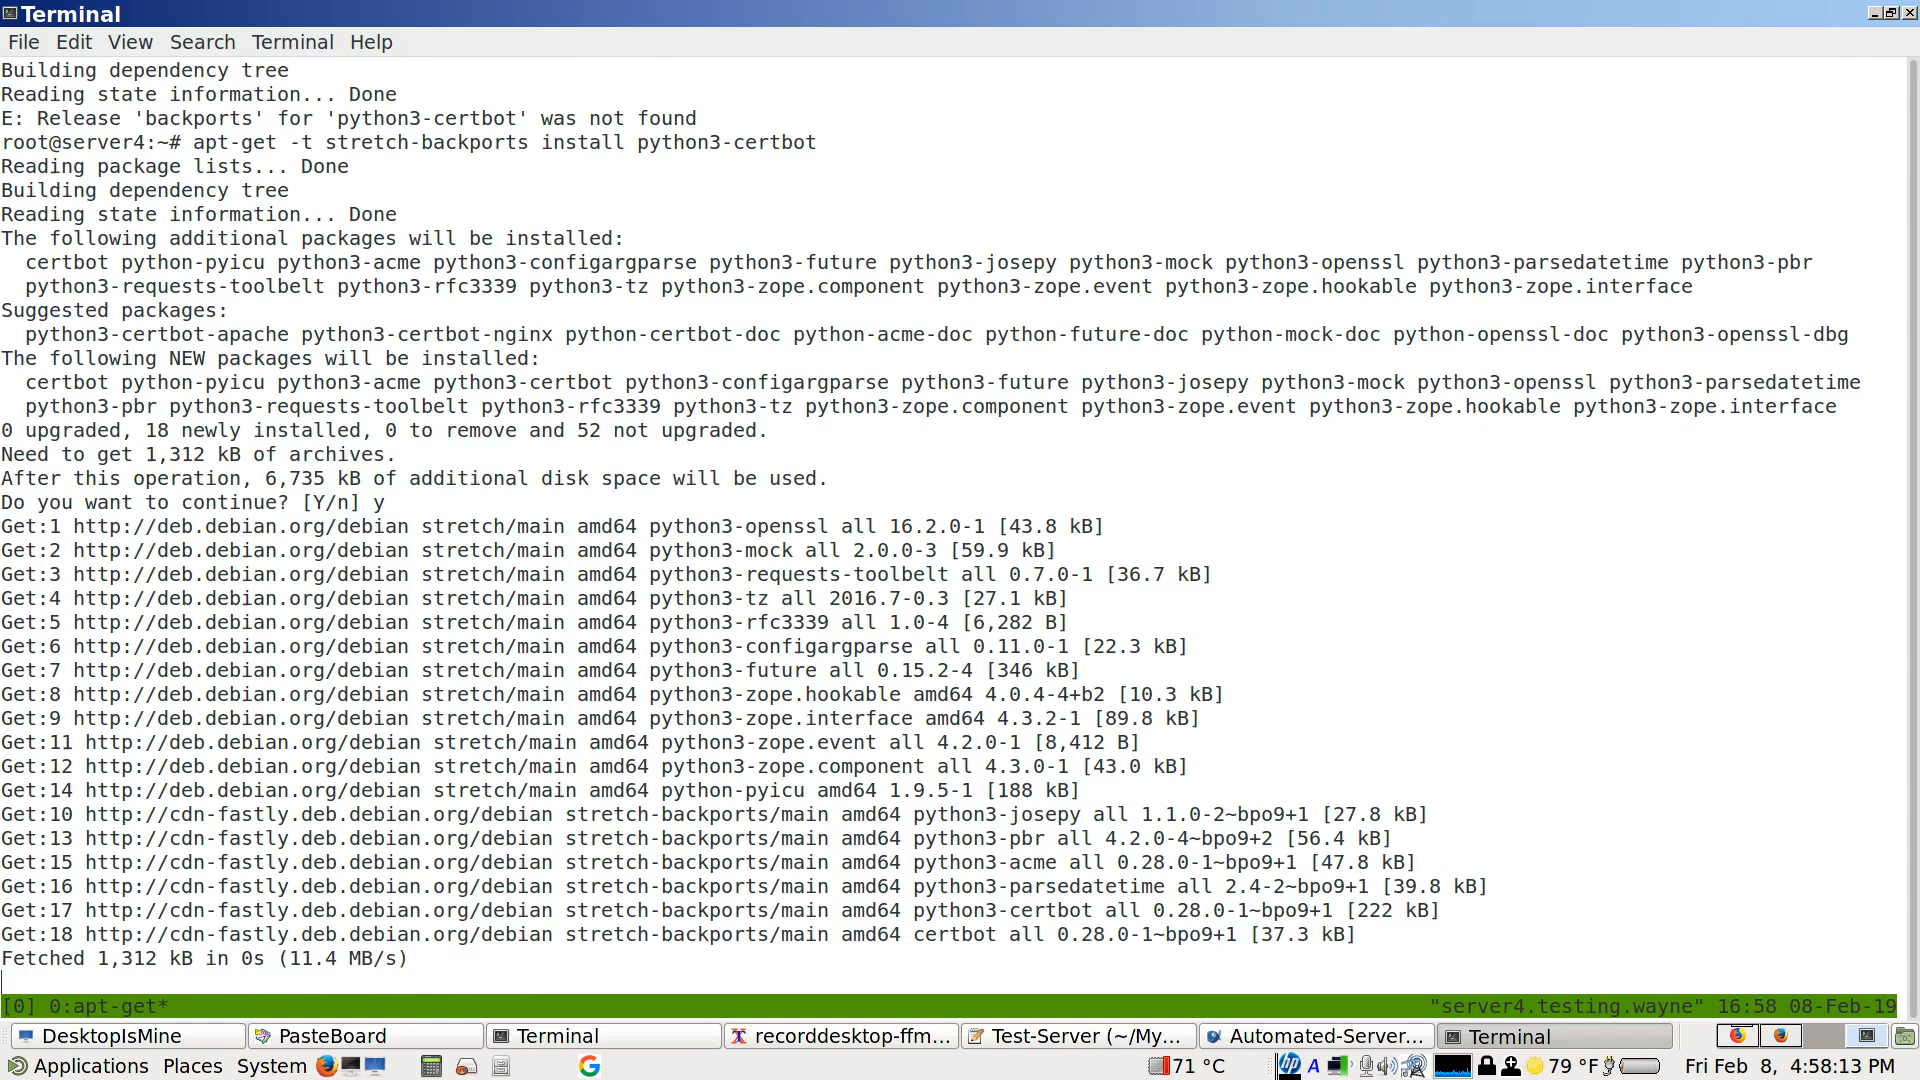 Terminal
File Edit View Search Terminal Help
Building dependency tree
Reading state information... Done
E: Release 'backports' for 'python3-certbot' was not found
root@server4:~# apt-get -t stretch-backports install python3-certbot
Reading package lists... Done
Building dependency tree
Reading state information... Done
The following additional packages will be installed:
  certbot python-pyicu python3-acme python3-configargparse python3-future python3-josepy python3-mock python3-openssl python3-parsedatetime python3-pbr
  python3-requests-toolbelt python3-rfc3339 python3-tz python3-zope.component python3-zope.event python3-zope.hookable python3-zope.interface
Suggested packages:
  python3-certbot-apache python3-certbot-nginx python-certbot-doc python-acme-doc python-future-doc python-mock-doc python-openssl-doc python3-openssl-dbg
The following NEW packages will be installed:
  certbot python-pyicu python3-acme python3-certbot python3-configargparse python3-future python3-josepy python3-mock python3-openssl python3-parsedatetime
  python3-pbr python3-requests-toolbelt python3-rfc3339 python3-tz python3-zope.component python3-zope.event python3-zope.hookable python3-zope.interface
0 upgraded, 18 newly installed, 0 to remove and 52 not upgraded.
Need to get 1,312 kB of archives.
After this operation, 6,735 kB of additional disk space will be used.
Do you want to continue? [Y/n] y
Get:1 http://deb.debian.org/debian stretch/main amd64 python3-openssl all 16.2.0-1 [43.8 kB]
Get:2 http://deb.debian.org/debian stretch/main amd64 python3-mock all 2.0.0-3 [59.9 kB]
Get:3 http://deb.debian.org/debian stretch/main amd64 python3-requests-toolbelt all 0.7.0-1 [36.7 kB]
Get:4 http://deb.debian.org/debian stretch/main amd64 python3-tz all 2016.7-0.3 [27.1 kB]
Get:5 http://deb.debian.org/debian stretch/main amd64 python3-rfc3339 all 1.0-4 [6,282 B]
Get:6 http://deb.debian.org/debian stretch/main amd64 python3-configargparse all 0.11.0-1 [22.3 kB]
Get:7 http://deb.debian.org/debian stretch/main amd64 python3-future all 0.15.2-4 [346 kB]
Get:8 http://deb.debian.org/debian stretch/main amd64 python3-zope.hookable amd64 4.0.4-4+b2 [10.3 kB]
Get:9 http://deb.debian.org/debian stretch/main amd64 python3-zope.interface amd64 4.3.2-1 [89.8 kB]
Get:11 http://deb.debian.org/debian stretch/main amd64 python3-zope.event all 4.2.0-1 [8,412 B]
Get:12 http://deb.debian.org/debian stretch/main amd64 python3-zope.component all 4.3.0-1 [43.0 kB]
Get:14 http://deb.debian.org/debian stretch/main amd64 python-pyicu amd64 1.9.5-1 [188 kB]
Get:10 http://cdn-fastly.deb.debian.org/debian stretch-backports/main amd64 python3-josepy all 1.1.0-2~bpo9+1 [27.8 kB]
Get:13 http://cdn-fastly.deb.debian.org/debian stretch-backports/main amd64 python3-pbr all 4.2.0-4~bpo9+2 [56.4 kB]
Get:15 http://cdn-fastly.deb.debian.org/debian stretch-backports/main amd64 python3-acme all 0.28.0-1~bpo9+1 [47.8 kB]
Get:16 http://cdn-fastly.deb.debian.org/debian stretch-backports/main amd64 python3-parsedatetime all 2.4-2~bpo9+1 [39.8 kB]
Get:17 http://cdn-fastly.deb.debian.org/debian stretch-backports/main amd64 python3-certbot all 0.28.0-1~bpo9+1 [222 kB]
Get:18 http://cdn-fastly.deb.debian.org/debian stretch-backports/main amd64 certbot all 0.28.0-1~bpo9+1 [37.3 kB]
Fetched 1,312 kB in 0s (11.4 MB/s)
[0] 0:apt-get* "server4.testing.wayne" 16:58 08-Feb-19
DesktopIsMine PasteBoard Terminal recorddesktop-ffm... Test-Server (~/My... Automated-Server... Terminal
Applications Places System 71 °C hp A 79 °F Fri Feb 8, 4:58:13 PM